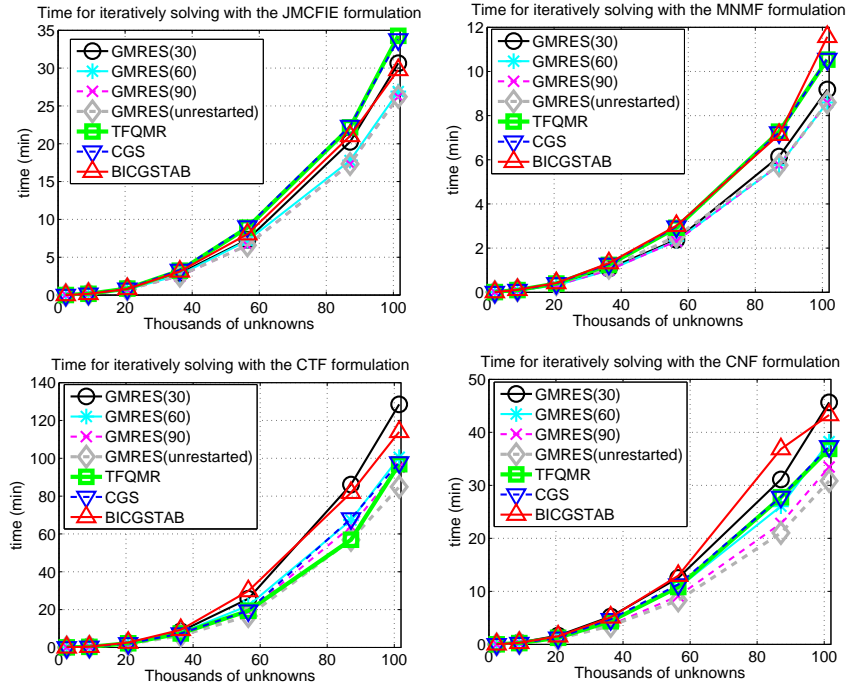 Time for iteratively solving with the JMCFIE formulation
35
30
25
20
15
10
5
0
time (min)
GMRES(30)
GMRES(60)
GMRES(90)
GMRES(unrestarted)
TFQMR
CGS
BICGSTAB
0 20 40 60 80 100
Thousands of unknowns
Time for iteratively solving with the MNMF formulation
12
10
8
6
4
2
0
time (min)
GMRES(30)
GMRES(60)
GMRES(90)
GMRES(unrestarted)
TFQMR
CGS
BICGSTAB
0 20 40 60 80 100
Thousands of unknowns
Time for iteratively solving with the CTF formulation
140
120
100
80
60
40
20
0
time (min)
GMRES(30)
GMRES(60)
GMRES(90)
GMRES(unrestarted)
TFQMR
CGS
BICGSTAB
0 20 40 60 80 100
Thousands of unknowns
Time for iteratively solving with the CNF formulation
50
40
30
20
10
0
time (min)
GMRES(30)
GMRES(60)
GMRES(90)
GMRES(unrestarted)
TFQMR
CGS
BICGSTAB
0 20 40 60 80 100
Thousands of unknowns